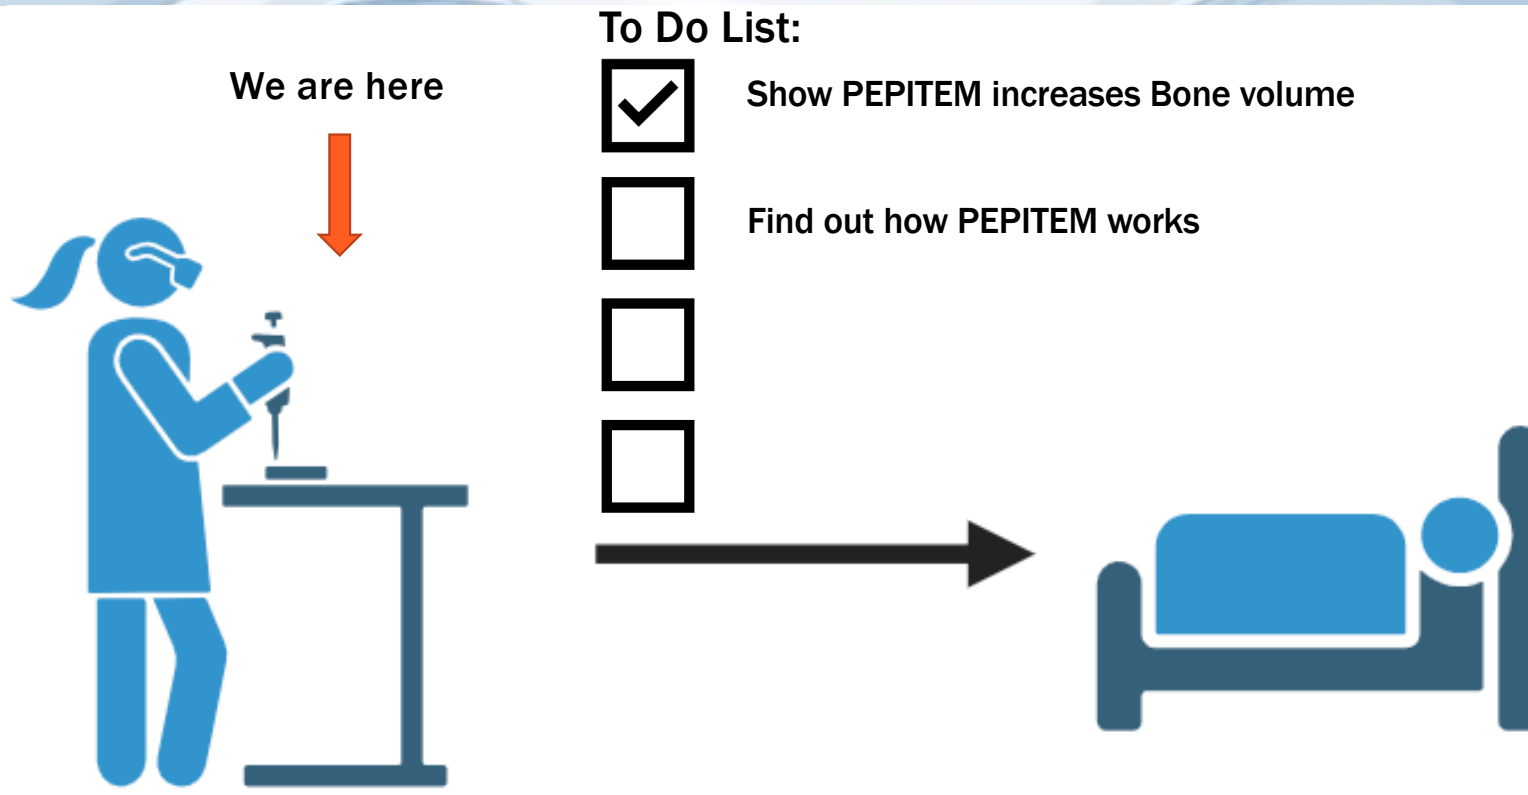 To Do List:
We are here
Show PEPITEM increases Bone volume
Find out how PEPITEM works